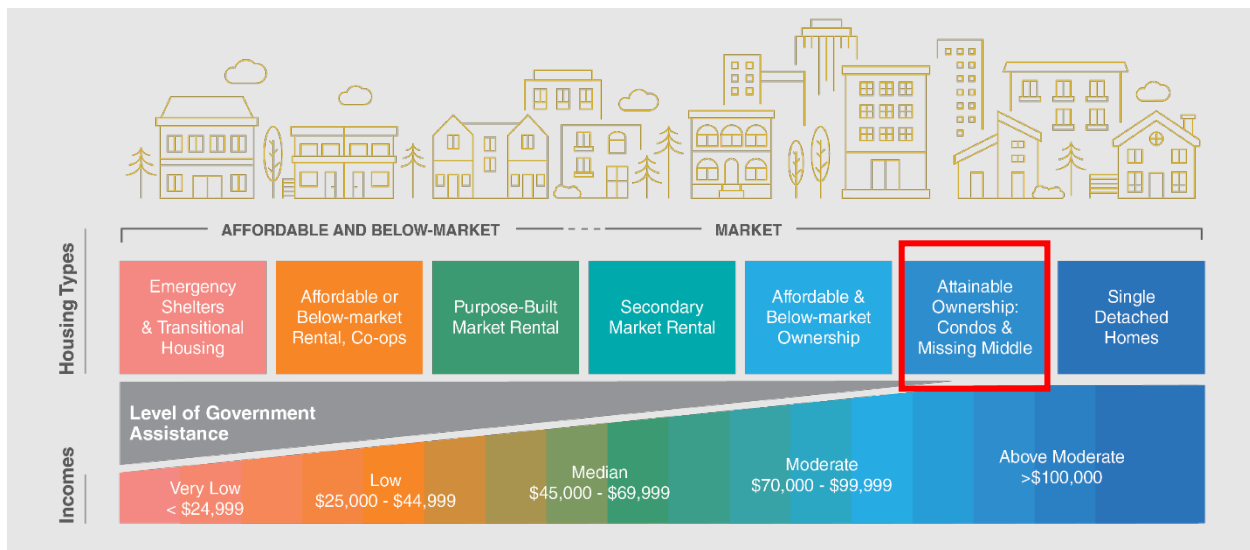 AFFORDABLE AND BELOW-MARKET
MARKET
Housing Types
Emergency
Shelters
& Transitional
Housing
Affordable or
Below-market
Rental, Co-ops
Purpose-Built
Market Rental
Secondary
Market Rental
Affordable &
Below-market
Ownership
Attainable
Ownership:
Condos &
Missing Middle
Single
Detached
Homes
Level of Government
Assistance
Incomes
Very Low
< $24,999
Low
$25,000 - $44,999
Median
$45,000 - $69,999
Moderate
$70,000 - $99,999
Above Moderate
>$100,000